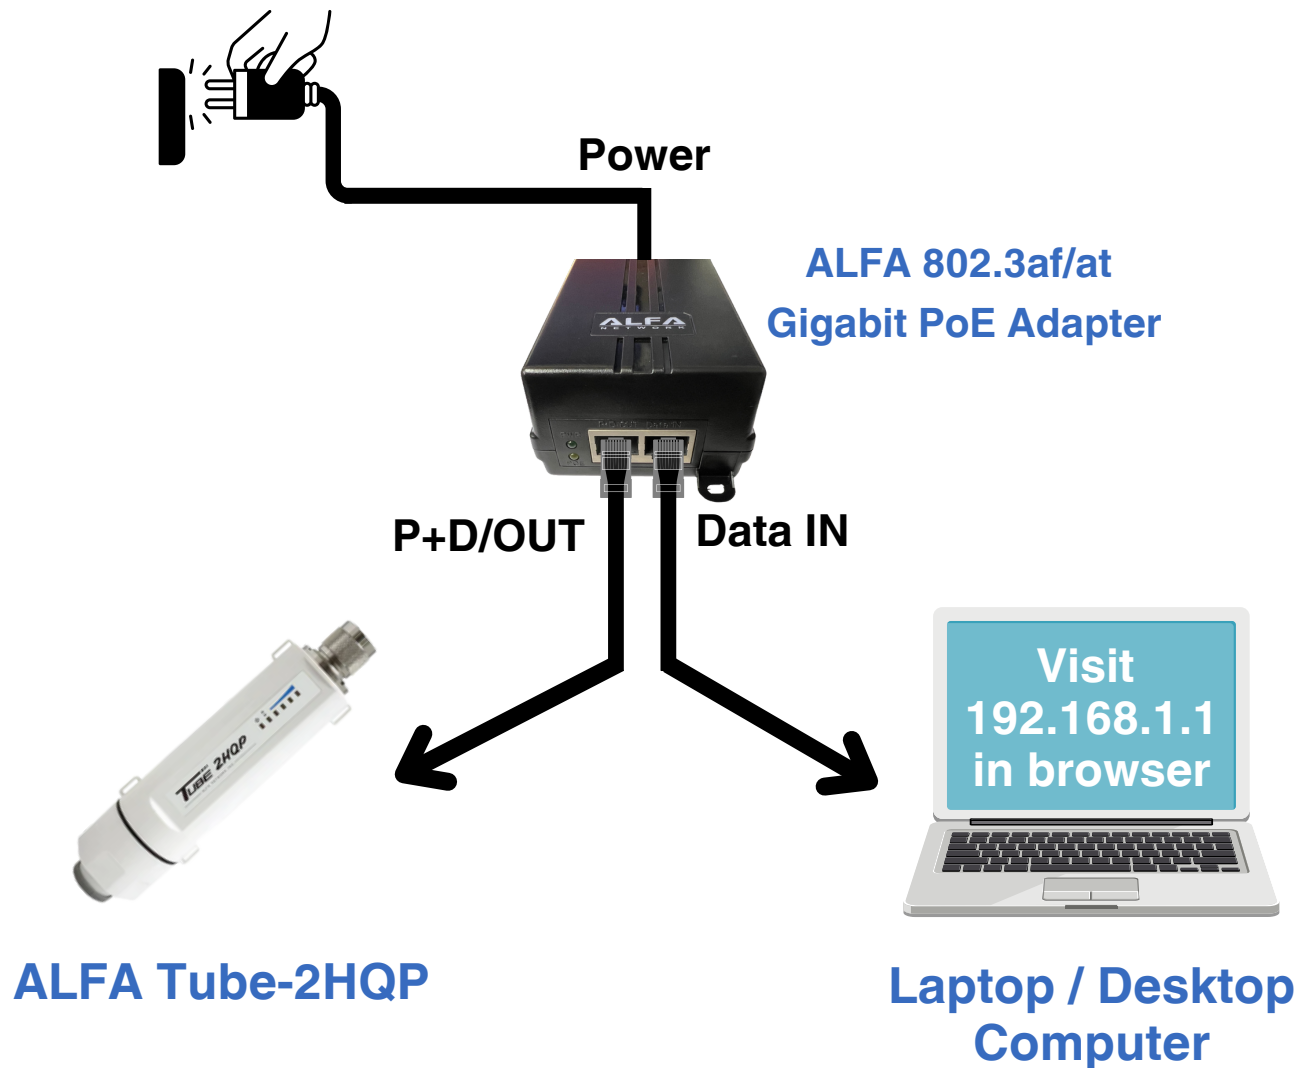 Power
ALFA 802.3af/at
Gigabit PoE Adapter
ALFA
NETWORK
P+D/OUT
Data IN
Visit
192.168.1.1
in browser
TUBE 2HQP
ALFA Tube-2HQP
Laptop / Desktop
Computer